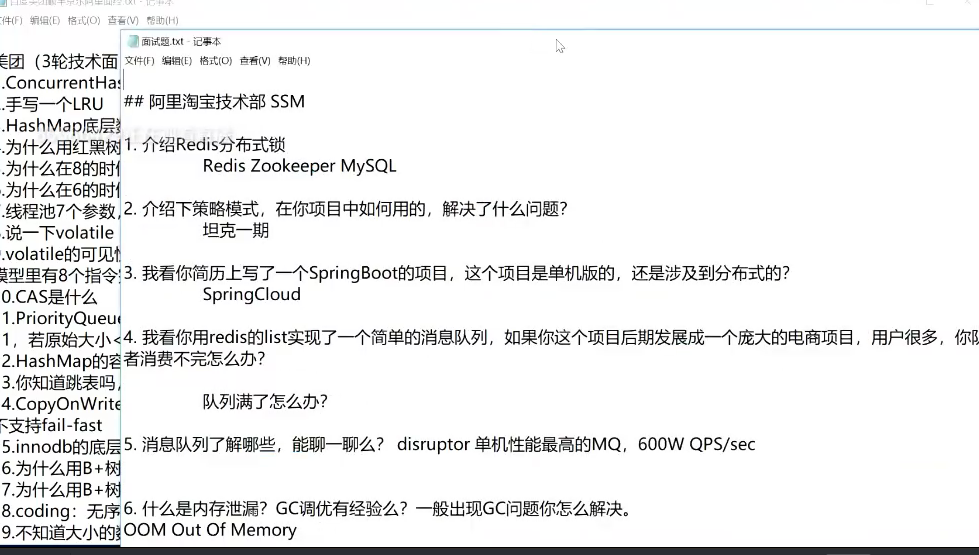 文件(F) 编辑(E) 格式(O) 查看(V) 帮助(H)
美团（3轮技术面
.ConcurrentHas
.手写一个LRU
.HashMap底层数
.为什么用红黑树
.为什么在8的时候
.为什么在6的时
.线程池7个参数，
.说一下volatile
.volatile的可见性
模型里有8个指令
0.CAS是什么
1.PriorityQueue
1，若原始大小<
2.HashMap的容
3.你知道跳表吗，
4.CopyOnWrite
不支持fail-fast
5.innodb的底层
6.为什么用B+树
7.为什么用B+树
8.coding：无序
9.不知道大小的数
面试题.txt - 记事本
文件(F) 编辑(E) 格式(O) 查看(V) 帮助(H)
## 阿里淘宝技术部 SSM
1. 介绍Redis分布式锁
Redis Zookeeper MySQL
2. 介绍下策略模式，在你项目中如何用的，解决了什么问题？
坦克一期
3. 我看你简历上写了一个SpringBoot的项目，这个项目是单机版的，还是涉及到分布式的？
SpringCloud
4. 我看你用redis的list实现了一个简单的消息队列，如果你这个项目后期发展成一个庞大的电商项目，用户很多，你队
者消费不完怎么办？
队列满了怎么办？
5. 消息队列了解哪些，能聊一聊么？ disruptor 单机性能最高的MQ，600W QPS/sec
6. 什么是内存泄漏？GC调优有经验么？一般出现GC问题你怎么解决。
OOM Out Of Memory